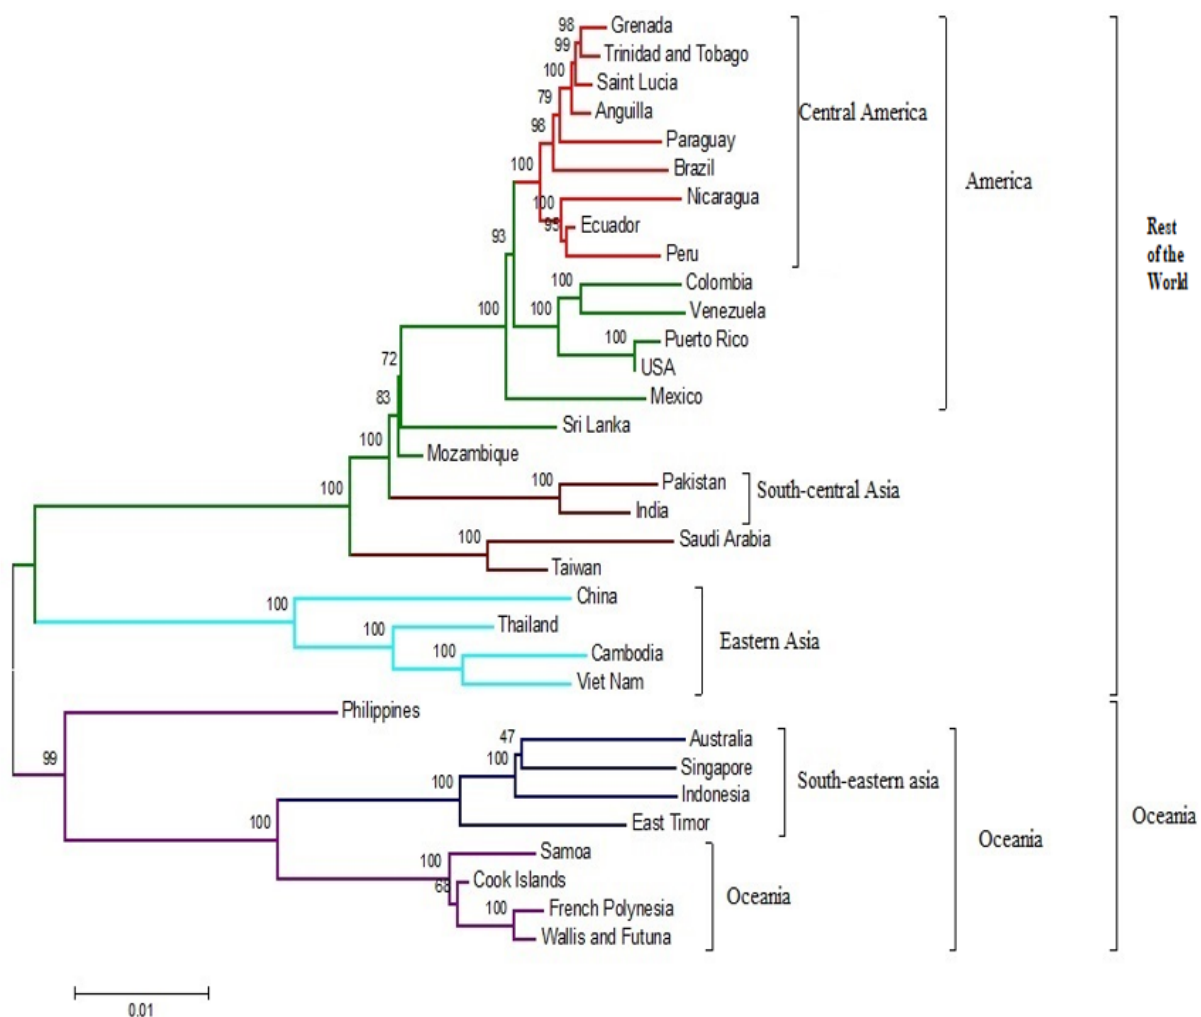 98
Grenada
99
Trinidad and Tobago
100
Saint Lucia
79
Anguilla
Central America
98
Paraguay
100
Brazil
America
100
Nicaragua
95
Ecuador
93
Peru
Rest
of the
World
100
Colombia
100
100
Venezuela
100
Puerto Rico
USA
72
Mexico
83
Sri Lanka
100
Mozambique
100
100
Pakistan
South-central Asia
India
100
Saudi Arabia
Taiwan
100
China
100
Thailand
Eastern Asia
100
Cambodia
Viet Nam
Philippines
99
47
Australia
100
Singapore
South-eastern asia
100
Indonesia
Oceania
Oceania
100
East Timor
100
Samoa
68
Cook Islands
Oceania
100
French Polynesia
Wallis and Futuna
0.01